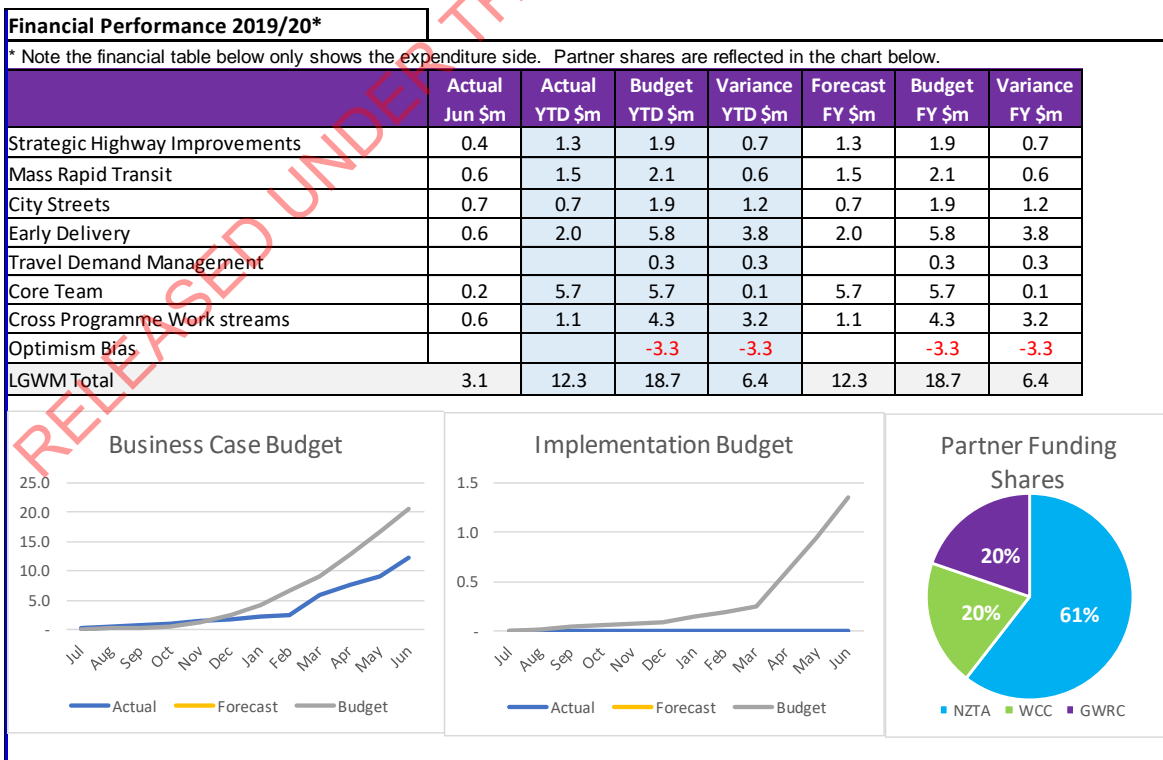 Financial Performance 2019/20*
* Note the financial table below only shows the expenditure side.  Partner shares are reflected in the chart below.
Actual Jun $m Actual YTD $m Budget YTD $m Variance YTD $m Forecast FY $m Budget FY $m Variance FY $m
Strategic Highway Improvements 0.4 1.3 1.9 0.7 1.3 1.9 0.7
Mass Rapid Transit 0.6 1.5 2.1 0.6 1.5 2.1 0.6
City Streets 0.7 0.7 1.9 1.2 0.7 1.9 1.2
Early Delivery 0.6 2.0 5.8 3.8 2.0 5.8 3.8
Travel Demand Management 0.3 0.3 0.3 0.3
Core Team 0.2 5.7 5.7 0.1 5.7 5.7 0.1
Cross Programme Work streams 0.6 1.1 4.3 3.2 1.1 4.3 3.2
Optimism Bias -3.3 -3.3 -3.3 -3.3
LGWM Total 3.1 12.3 18.7 6.4 12.3 18.7 6.4
RELEASED UNDER
Business Case Budget
25.0
20.0
15.0
10.0
5.0
-
Jul Aug Sep Oct Nov Dec Jan Feb Mar Apr May Jun
Actual Forecast Budget
Implementation Budget
1.5
1.0
0.5
-
Jul Aug Sep Oct Nov Dec Jan Feb Mar Apr May Jun
Actual Forecast Budget
Partner Funding
Shares
20%
20%
61%
NZTA WCC GWRC